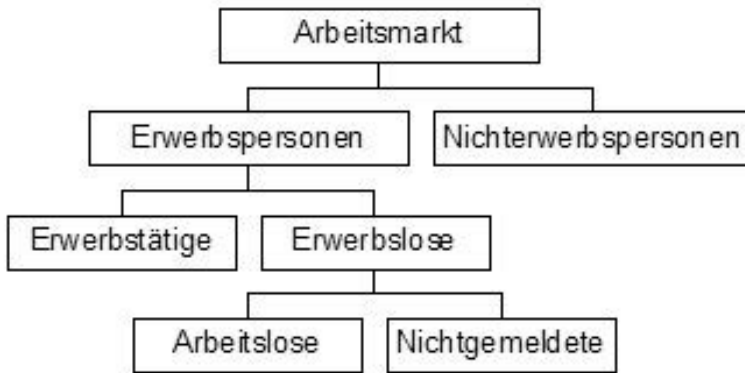 Arbeitsmarkt
Erwerbspersonen
Nichterwerbspersonen
Erwerbstätige
Erwerbslose
Arbeitslose
Nichtgemeldete